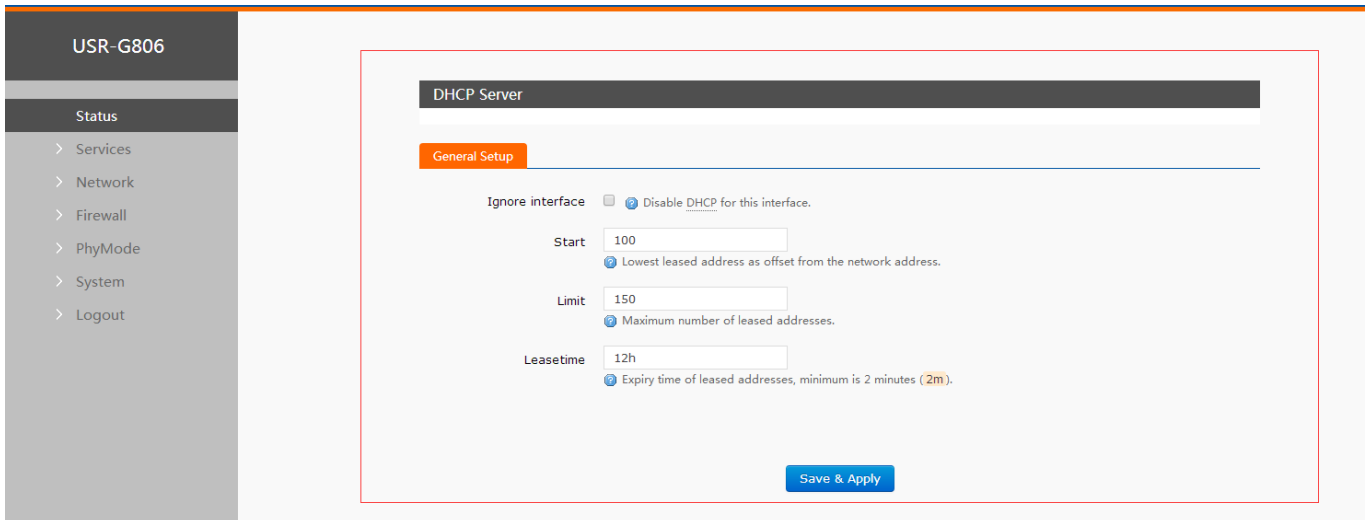 USR-G806
Status
Services
Network
Firewall
PhyMode
System
Logout
DHCP Server
General Setup
Ignore interface Disable DHCP for this interface.
Start 100
Lowest leased address as offset from the network address.
Limit 150
Maximum number of leased addresses.
Leasetime 12h
Expiry time of leased addresses, minimum is 2 minutes (2m).
Save & Apply